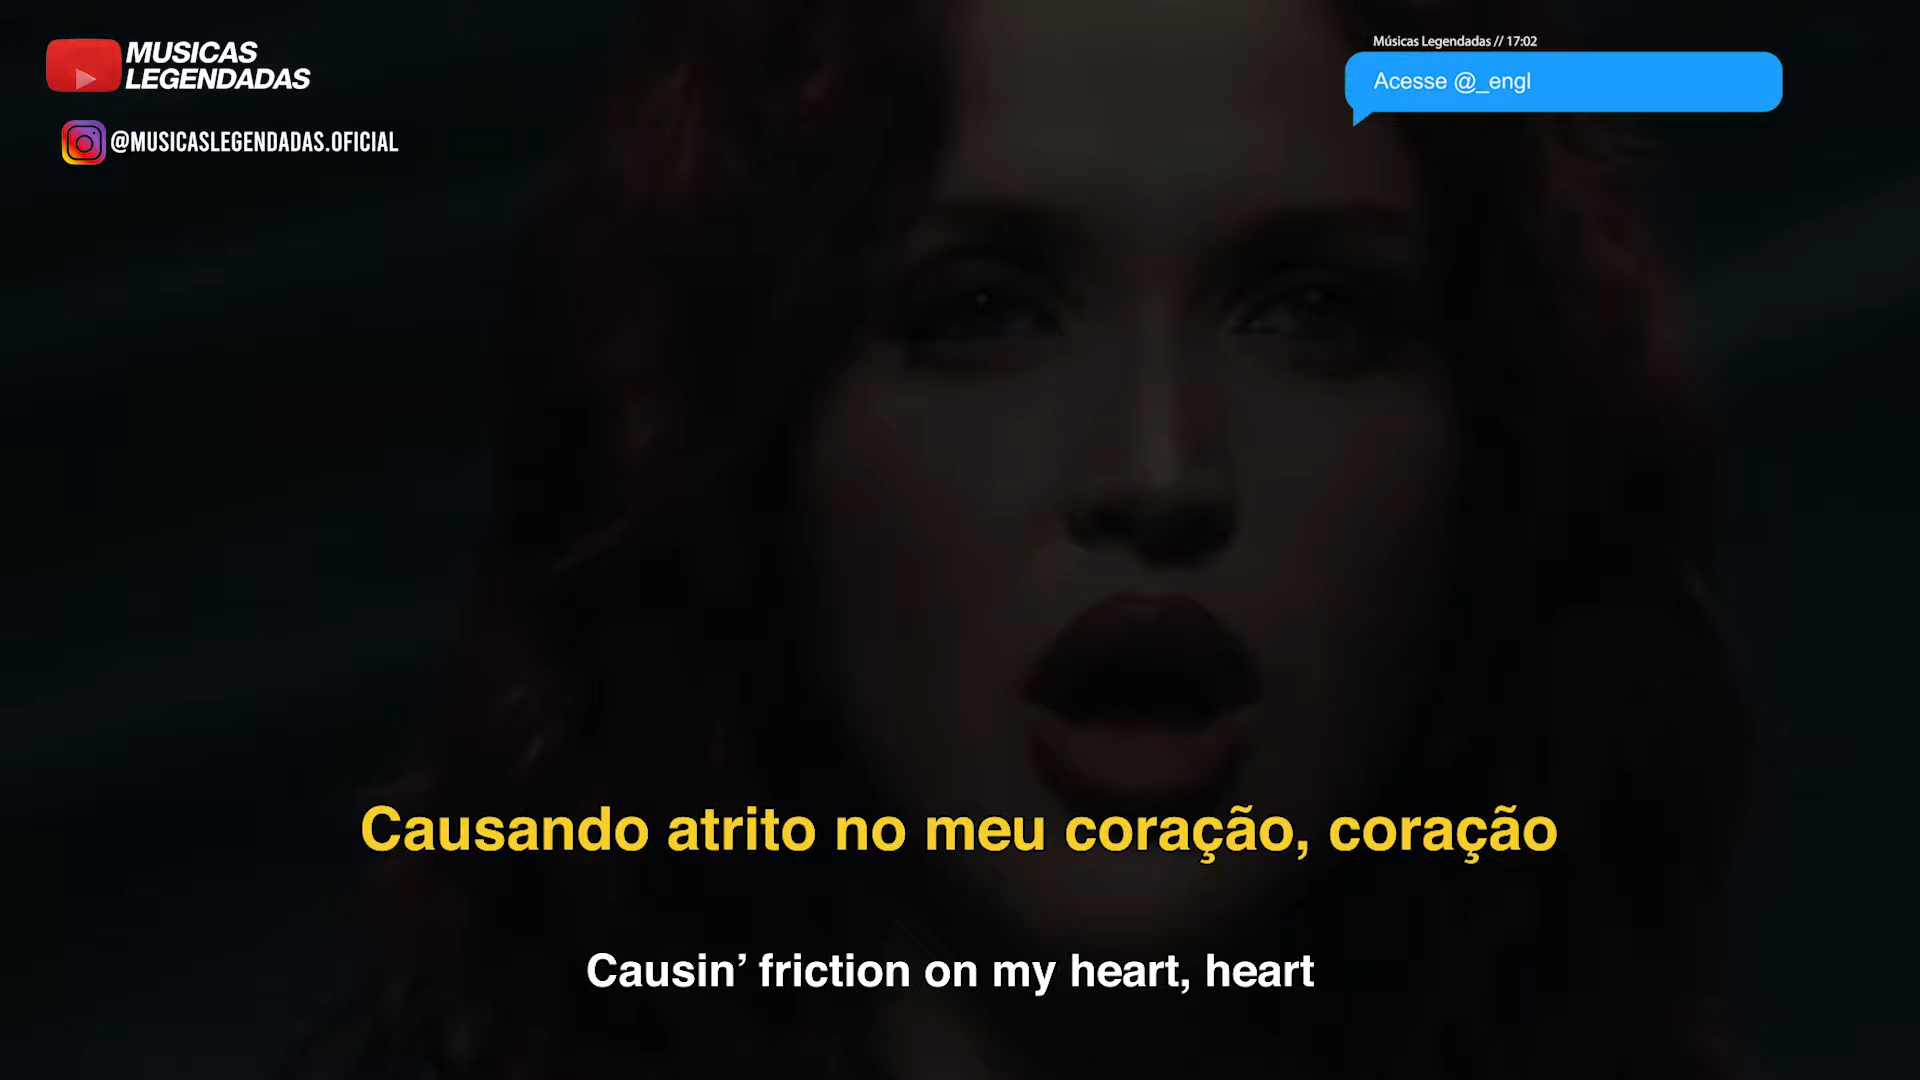 MUSICAS
LEGENDADAS
@MUSICASLEGENDADAS.OFICIAL
Músicas Legendadas // 17:02
Acesse @_engl
Causando atrito no meu coração, coração
Causin’ friction on my heart, heart